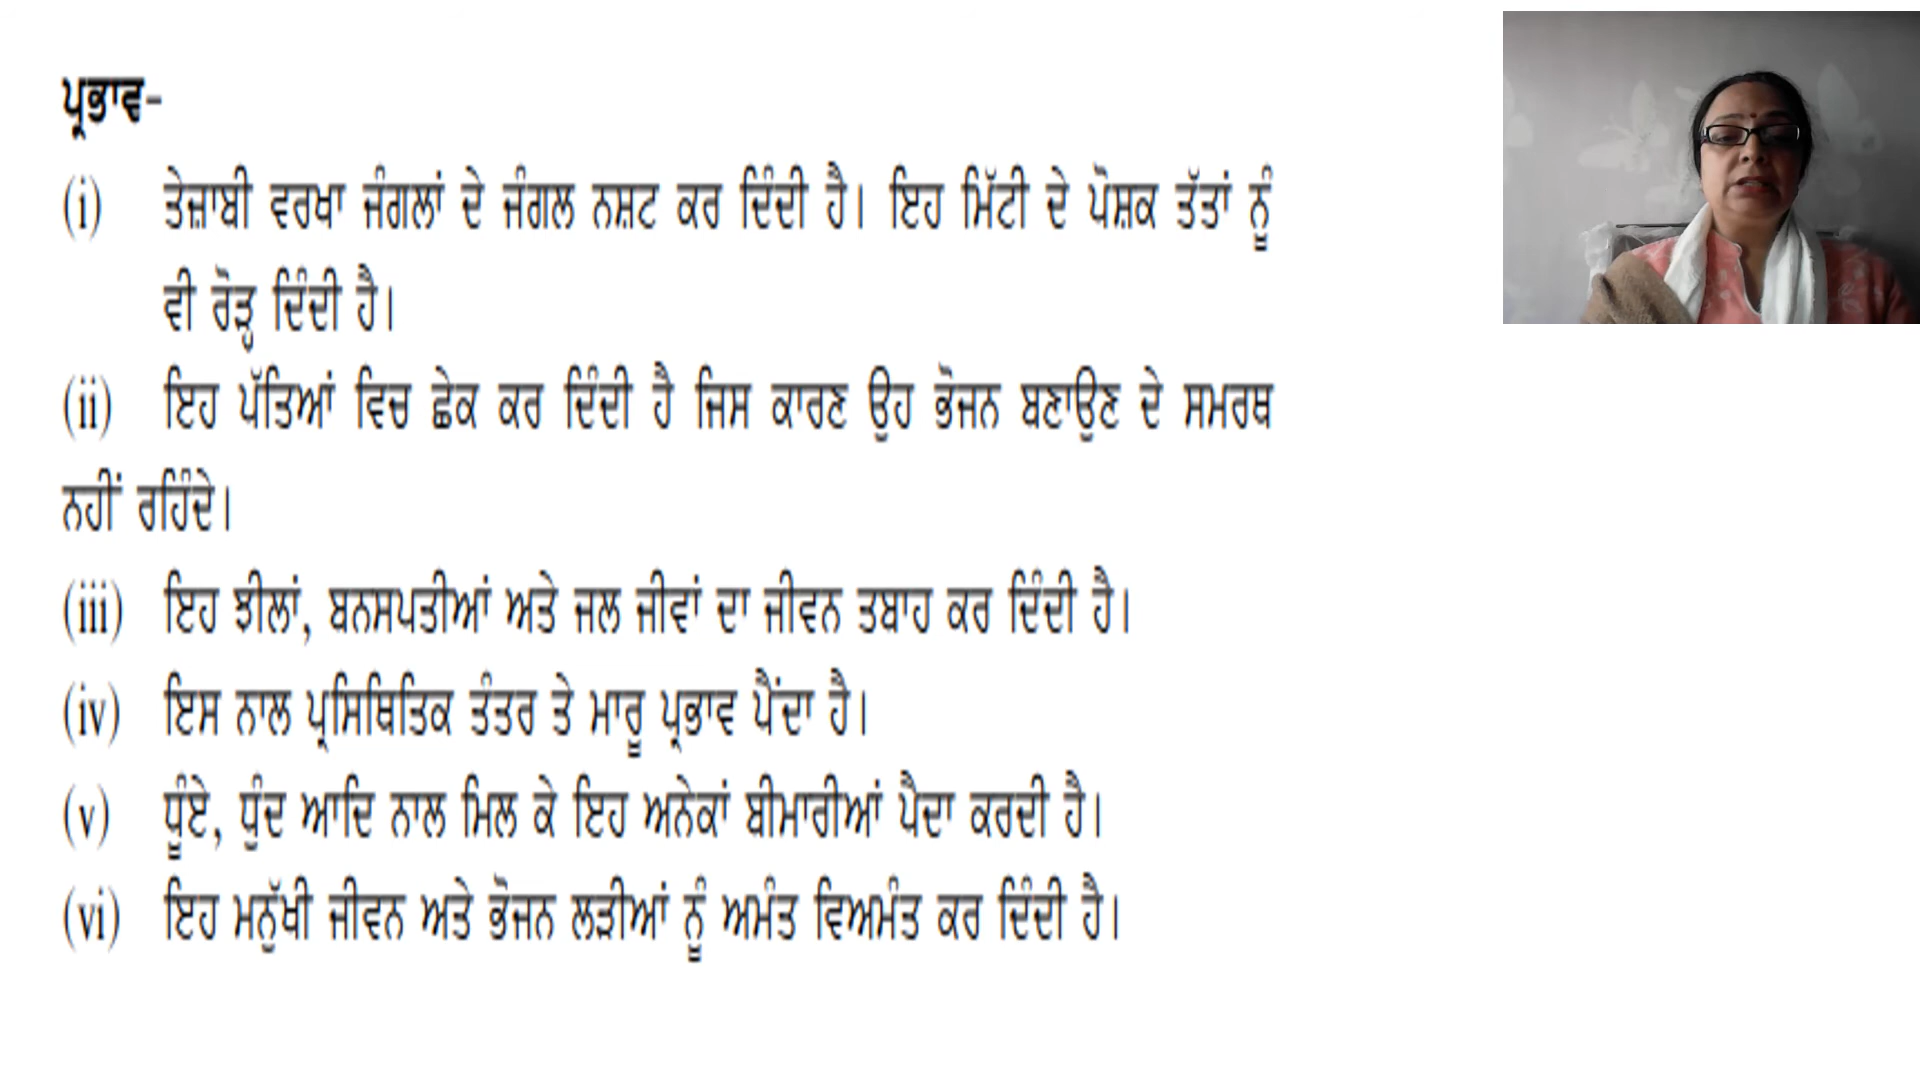 ਪ੍ਰਭਾਵ-
(i) ਤੇਜ਼ਾਬੀ ਵਰਖਾ ਜੰਗਲਾਂ ਦੇ ਜੰਗਲ ਨਸ਼ਟ ਕਰ ਦਿੰਦੀ ਹੈ। ਇਹ ਮਿੱਟੀ ਦੇ ਪੋਸ਼ਕ ਤੱਤਾਂ ਨੂੰ
ਵੀ ਰੋੜ੍ਹ ਦਿੰਦੀ ਹੈ।
(ii) ਇਹ ਪੱਤਿਆਂ ਵਿਚ ਛੇਕ ਕਰ ਦਿੰਦੀ ਹੈ ਜਿਸ ਕਾਰਣ ਉਹ ਭੋਜਨ ਬਣਾਉਣ ਦੇ ਸਮਰਥ
ਨਹੀਂ ਰਹਿੰਦੇ।
(iii) ਇਹ ਝੀਲਾਂ, ਬਨਸਪਤੀਆਂ ਅਤੇ ਜਲ ਜੀਵਾਂ ਦਾ ਜੀਵਨ ਤਬਾਹ ਕਰ ਦਿੰਦੀ ਹੈ।
(iv) ਇਸ ਨਾਲ ਪ੍ਰਸਿਥਿਤਿਕ ਤੰਤਰ ਤੇ ਮਾਰੂ ਪ੍ਰਭਾਵ ਪੈਂਦਾ ਹੈ।
(v) ਧੂੰਏ, ਧੁੰਦ ਆਦਿ ਨਾਲ ਮਿਲ ਕੇ ਇਹ ਅਨੇਕਾਂ ਬੀਮਾਰੀਆਂ ਪੈਦਾ ਕਰਦੀ ਹੈ।
(vi) ਇਹ ਮਨੁੱਖੀ ਜੀਵਨ ਅਤੇ ਭੋਜਨ ਲੜੀਆਂ ਨੂੰ ਅਸੰਤ ਵਿਅਸੰਤ ਕਰ ਦਿੰਦੀ ਹੈ।